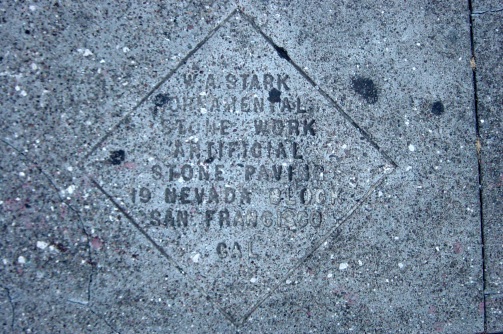 W.A. STARK
ORNAMENTAL
STONE WORK
ARTIFICIAL
STONE PAVING
19 NEVADA BLOCK
SAN FRANCISCO
CAL